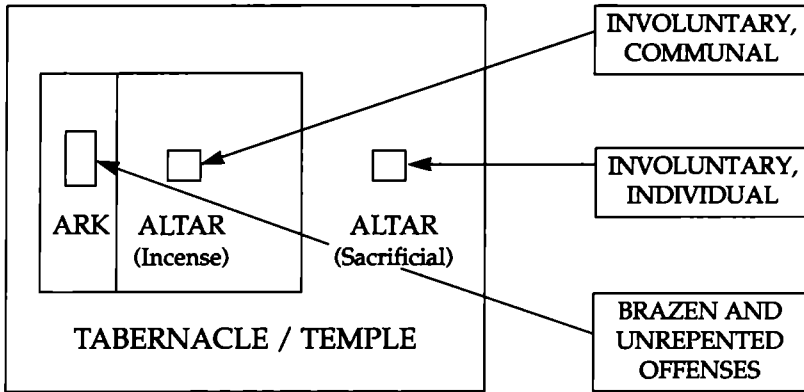 INVOLUNTARY,
COMMUNAL
INVOLUNTARY,
INDIVIDUAL
ARK
ALTAR
(Incense)
ALTAR
(Sacrificial)
BRAZEN AND
UNREPENTED
OFFENSES
TABERNACLE / TEMPLE